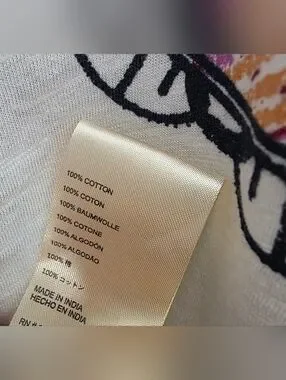 100% COTTON
100% COTON
100% BAUMWOLLE
100% COTONE
100% ALGODÓN
100% ALGODÃO
100% 棉
100% コットン
MADE IN INDIA
HECHO EN INDIA
RN #